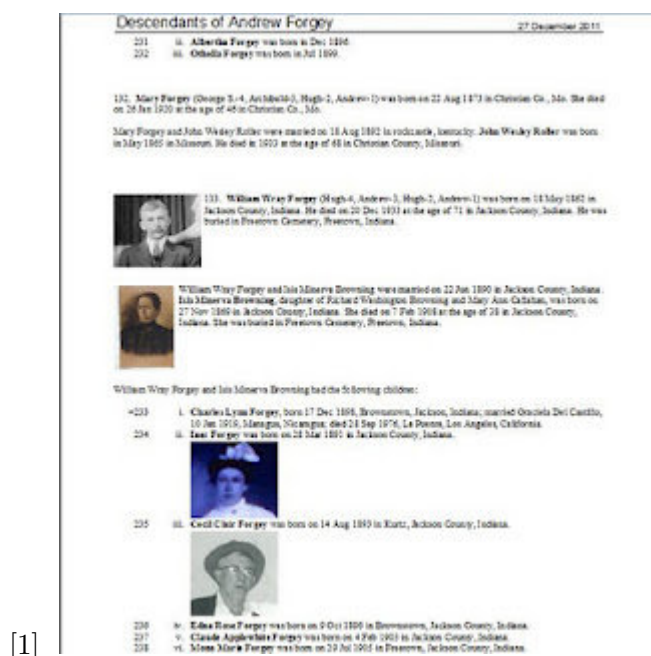 Descendants of Andrew Forgey 27 December 2011
231 ii. Albertha Forgey was born in Dec 1896.
232 iii. Othella Forgey was born in Jul 1899.
132. Mary Forgey (George S.-4, Archibald-3, Hugh-2, Andrew-1) was born on 22 Aug 1873 in Christian Co., Mo. She died
on 26 Jan 1920 at the age of 46 in Christian Co., Mo.
Mary Forgey and John Wesley Roller were married on 18 Aug 1892 in rockcastle, kentucky. John Wesley Roller was born
in May 1865 in Missouri. He died in 1933 at the age of 68 in Christian County, Missouri.
133. William Wray Forgey (Hugh-4, Andrew-3, Hugh-2, Andrew-1) was born on 18 May 1862 in
Jackson County, Indiana. He died on 20 Dec 1933 at the age of 71 in Jackson County, Indiana. He was
buried in Freetown Cemetery, Freetown, Indiana.
William Wray Forgey and Isis Minerva Browning were married on 22 Jun 1890 in Jackson County, Indiana.
Isis Minerva Browning, daughter of Richard Washington Browning and Mary Ann Callahan, was born on
27 Nov 1869 in Jackson County, Indiana. She died on 7 Feb 1908 at the age of 38 in Jackson County,
Indiana. She was buried in Freetown Cemetery, Freetown, Indiana.
William Wray Forgey and Isis Minerva Browning had the following children:
+233 i. Charles Lynn Forgey, born 17 Dec 1898, Brownstown, Jackson, Indiana; married Graciela Del Castillo,
10 Jan 1919, Managua, Nicaragua; died 28 Sep 1976, La Puente, Los Angeles, California.
234 ii. Inez Forgey was born on 28 Mar 1891 in Jackson County, Indiana.
235 iii. Cecil Clair Forgey was born on 14 Aug 1893 in Kurtz, Jackson County, Indiana.
236 iv. Edna Rose Forgey was born on 9 Oct 1896 in Brownstown, Jackson County, Indiana.
237 v. Claude Applewhite Forgey was born on 4 Feb 1903 in Jackson County, Indiana.
238 vi. Mona Marie Forgey was born on 29 Jul 1905 in Freetown, Jackson County, Indiana.
[1]